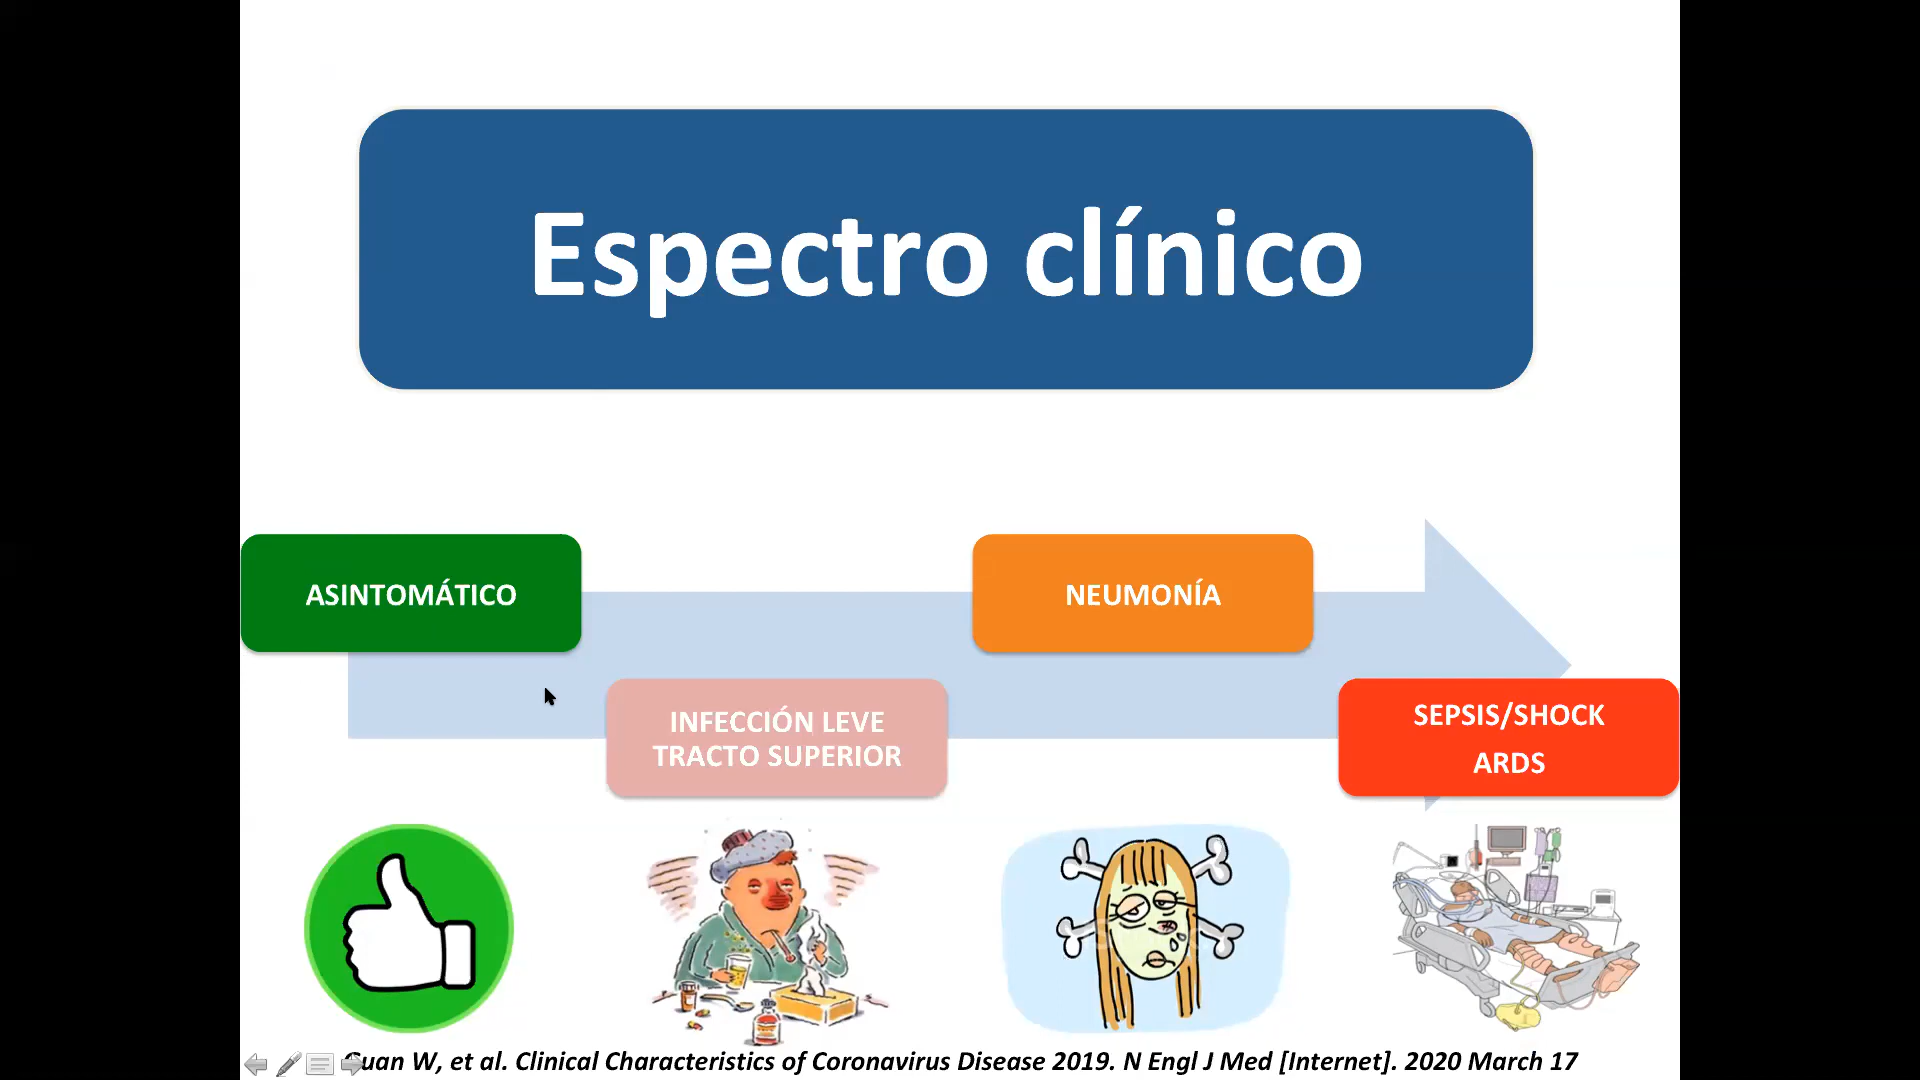 Espectro clínico
ASINTOMÁTICO
NEUMONÍA
INFECCIÓN LEVE
TRACTO SUPERIOR
SEPSIS/SHOCK
ARDS
Guan W, et al. Clinical Characteristics of Coronavirus Disease 2019. N Engl J Med [Internet]. 2020 March 17